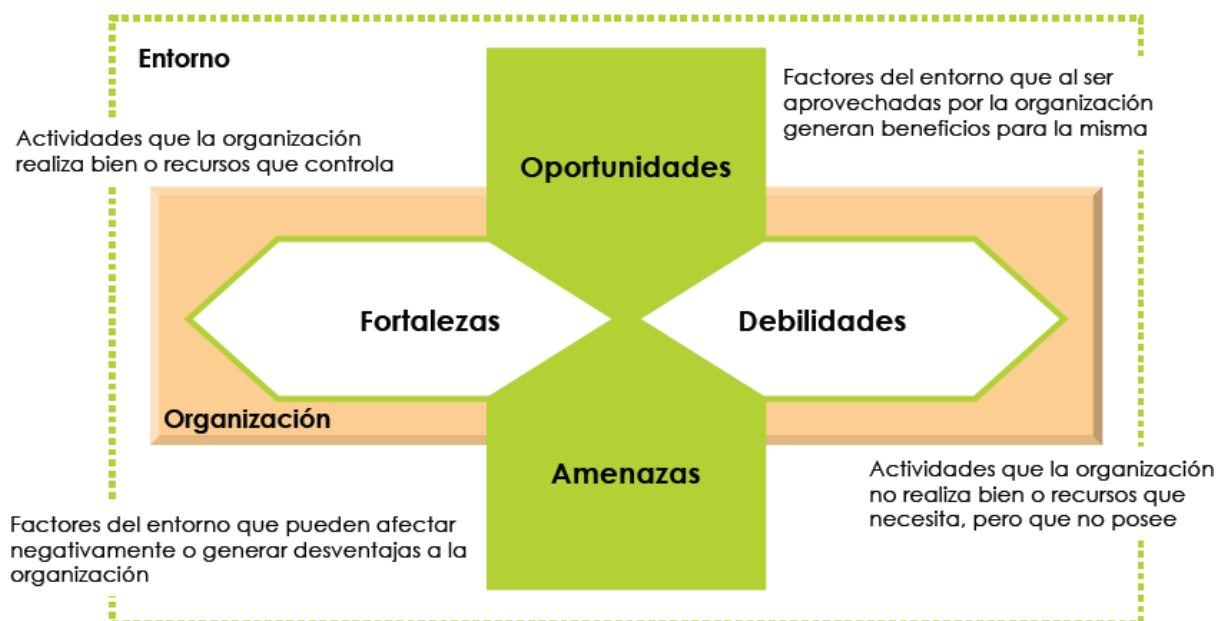 Entorno
Factores del entorno que al ser
aprovechadas por la organización
generan beneficios para la misma
Actividades que la organización
realiza bien o recursos que controla
Oportunidades
Fortalezas
Debilidades
Organización
Amenazas
Actividades que la organización
no realiza bien o recursos que
necesita, pero que no posee
Factores del entorno que pueden afectar
negativamente o generar desventajas a la
organización